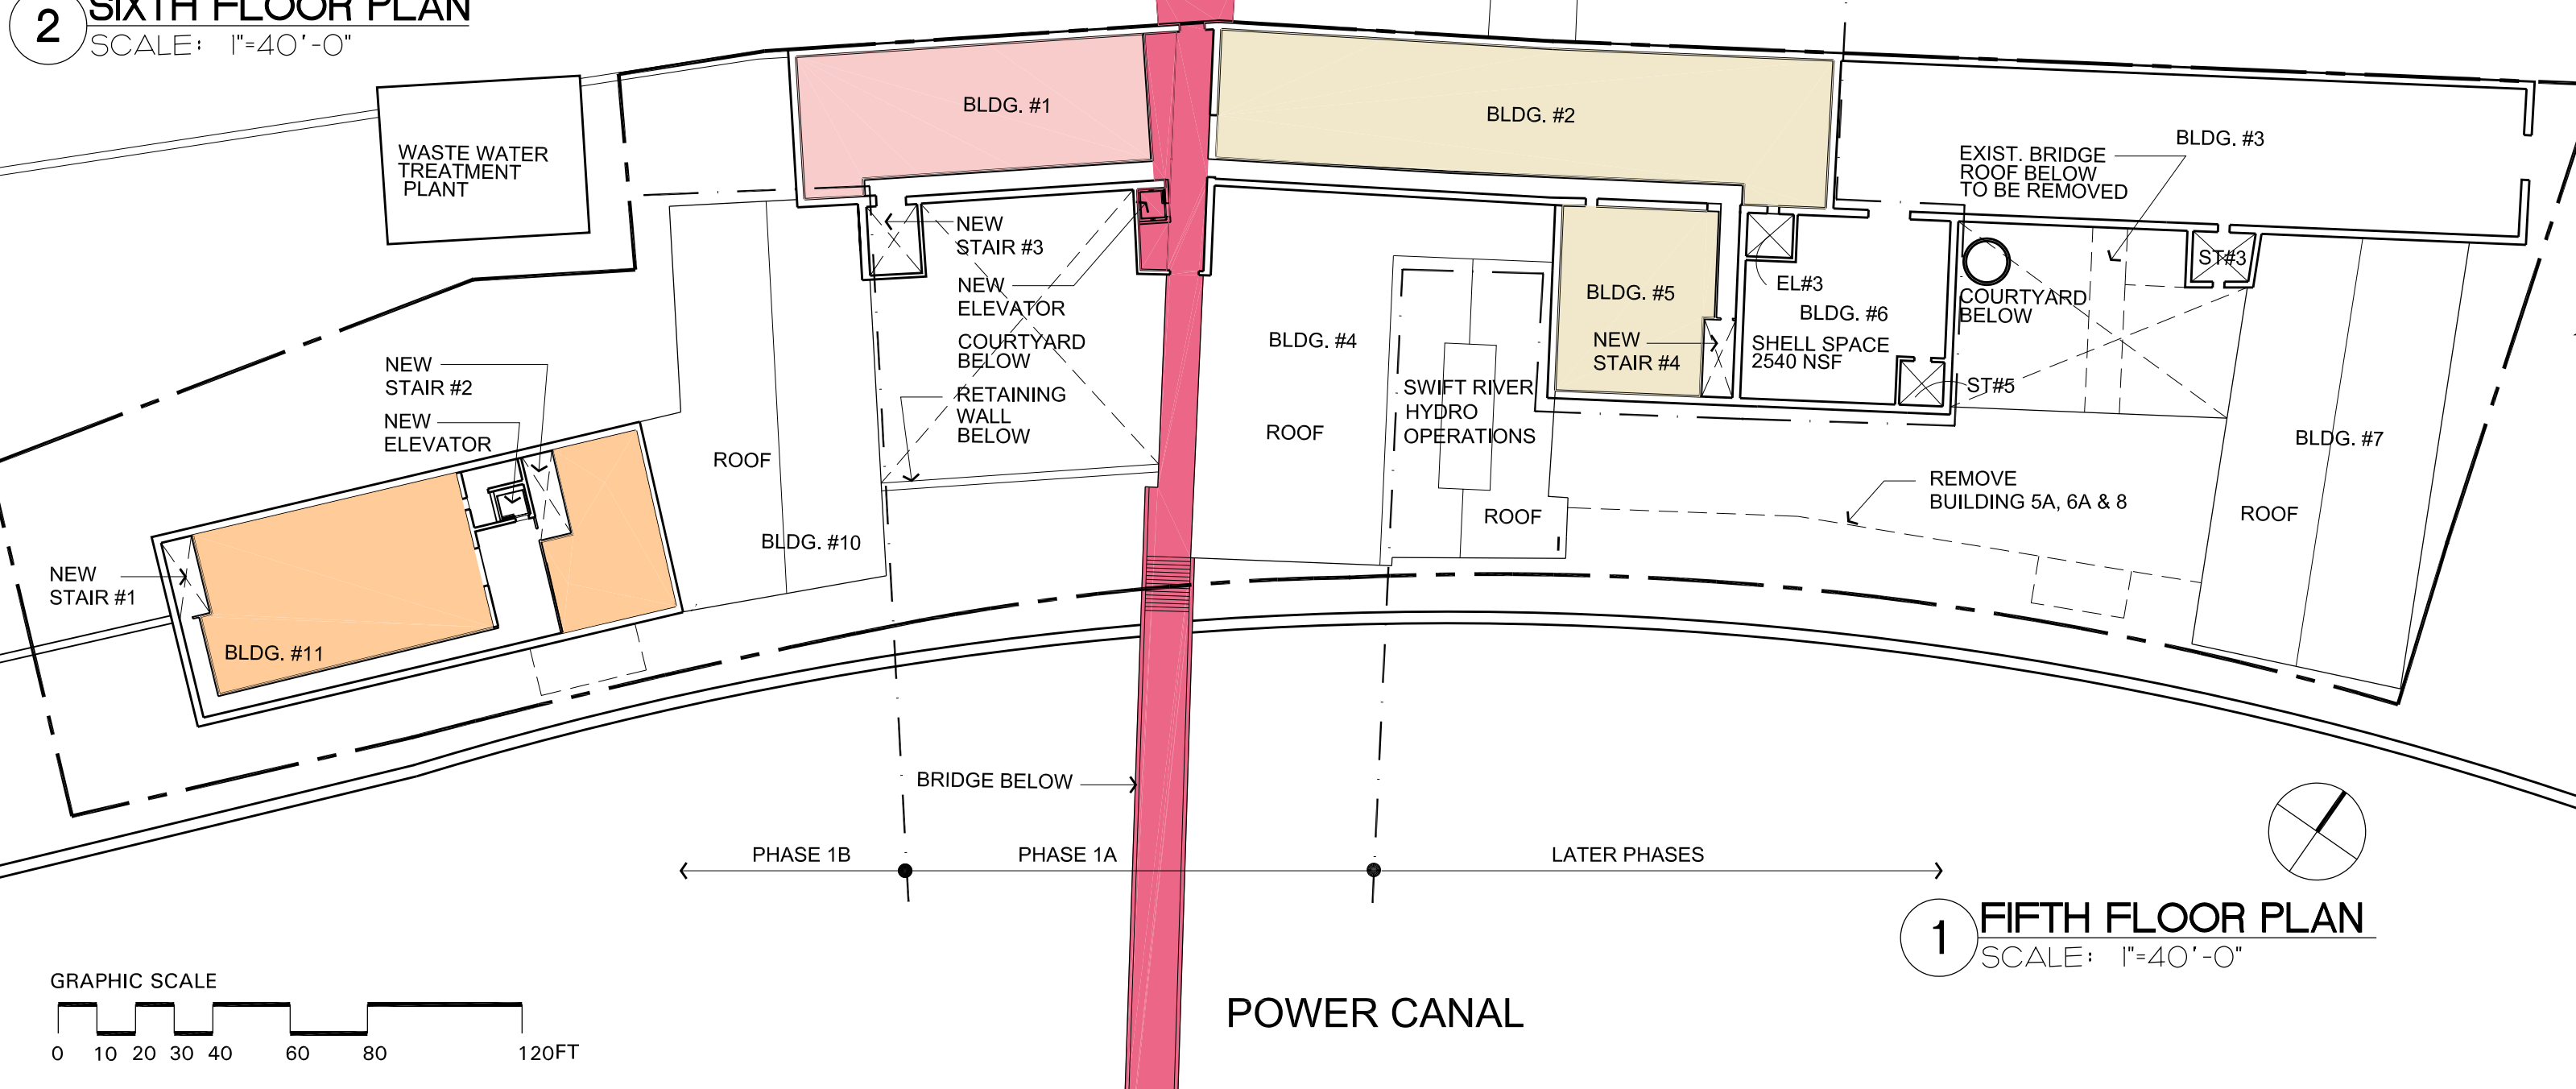 2
SIXTH FLOOR PLAN
SCALE: 1"=40'-0"
WASTE WATER
TREATMENT
PLANT
BLDG. #1
BLDG. #2
BLDG. #3
EXIST. BRIDGE
ROOF BELOW
TO BE REMOVED
NEW
STAIR #3
NEW
ELEVATOR
COURTYARD
BELOW
RETAINING
WALL
BELOW
BLDG. #4
ROOF
SWIFT RIVER
HYDRO
OPERATIONS
ROOF
BLDG. #5
NEW
STAIR #4
EL#3
BLDG. #6
SHELL SPACE
2540 NSF
ST#5
COURTYARD
BELOW
ST#3
BLDG. #7
ROOF
REMOVE
BUILDING 5A, 6A & 8
NEW
STAIR #2
NEW
ELEVATOR
ROOF
BLDG. #10
NEW
STAIR #1
BLDG. #11
BRIDGE BELOW
PHASE 1B
PHASE 1A
LATER PHASES
1
FIFTH FLOOR PLAN
SCALE: 1"=40'-0"
GRAPHIC SCALE
0 10 20 30 40 60 80 120FT
POWER CANAL